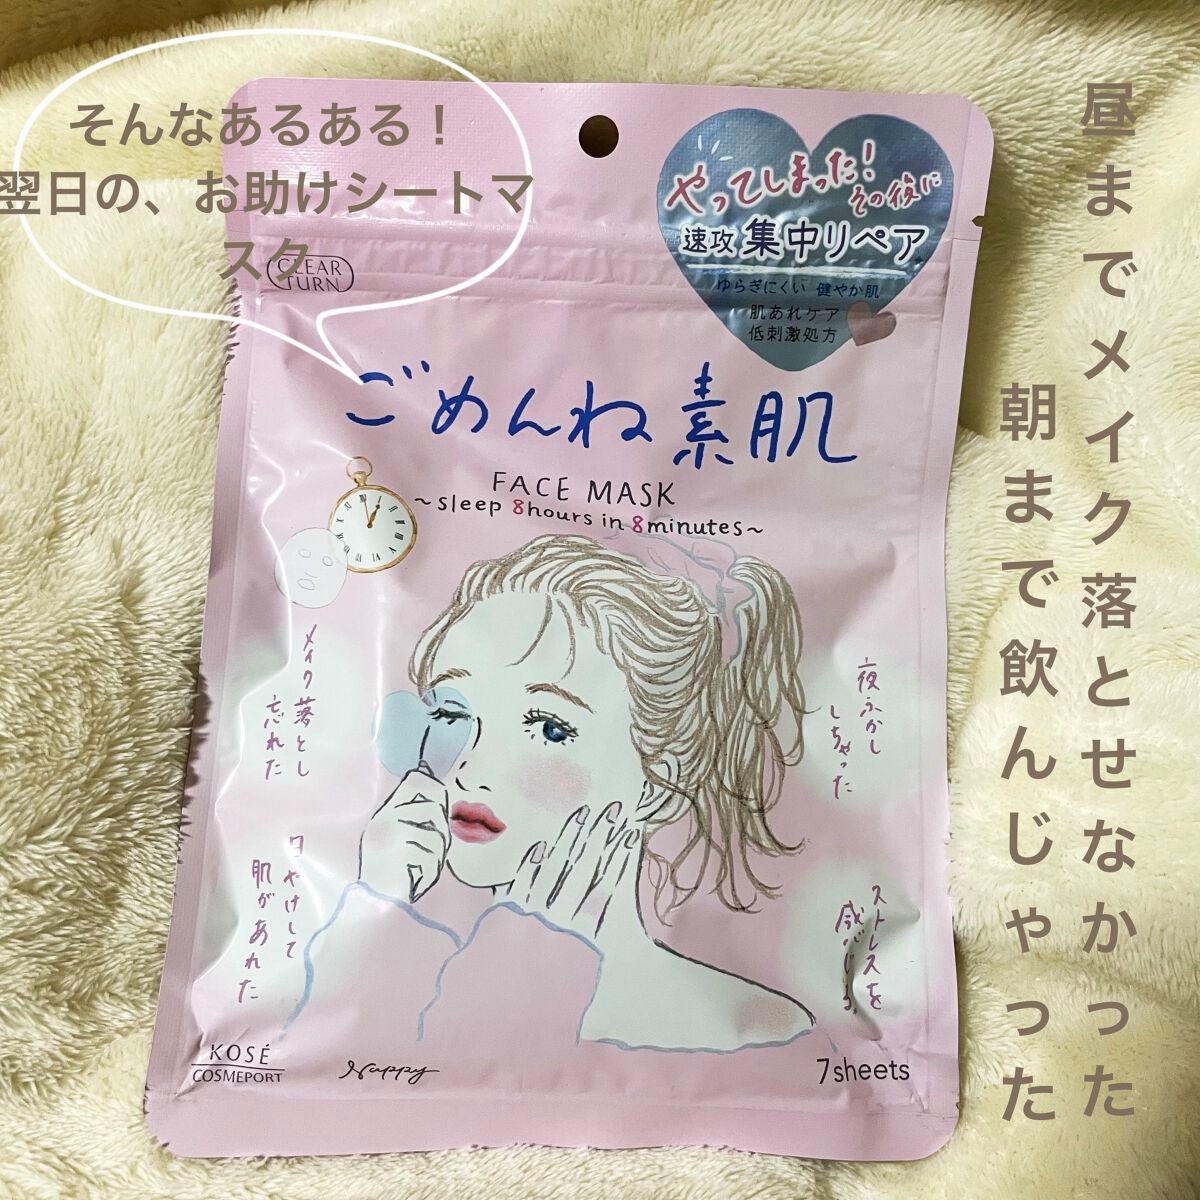 そんなあるある！
翌日の、お助けシートマ
スク
昼までメイク落とせなかった
朝まで飲んじゃった
CLEAR
TURN
やってしまった！
その後に
速攻 集中リペア
ゆらぎにくい 健やか肌
肌あれケア
低刺激処方
ごめんね素肌
FACE MASK
～sleep 8hours in 8minutes～
メイク落とし
忘れた
夜ふかし
しちゃった
日やけして
肌があれた
ストレスを
感じる
KOSÉ
COSMEPORT
Nappy
7sheets